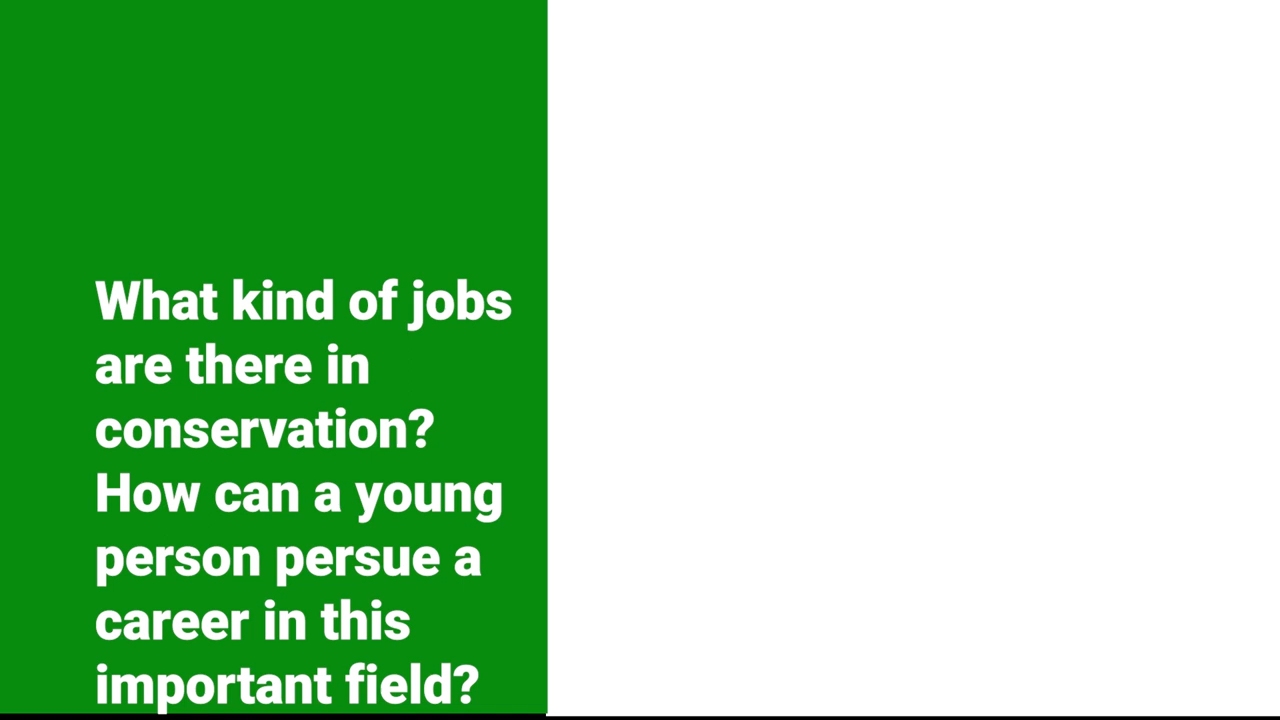 What kind of jobs
are there in
conservation?
How can a young
person persue a
career in this
important field?